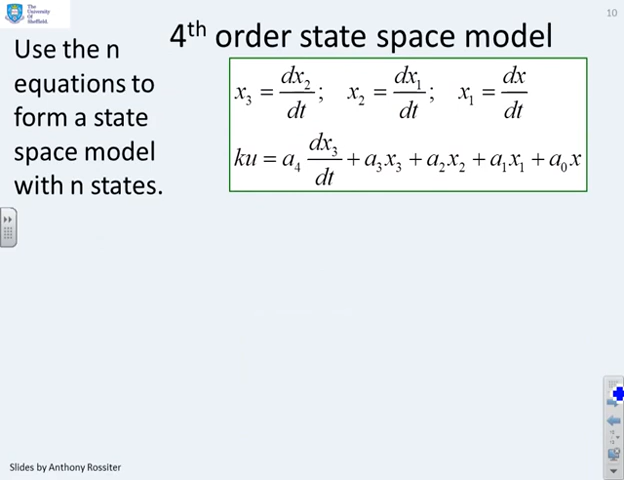 The
University
Of
Sheffield.
10
4th order state space model
Use the n
equations to
form a state
space model
with n states.
x₃ = dx₂/dt; x₂ = dx₁/dt; x₁ = dx/dt
ku = a₄ dx₃/dt + a₃x₃ + a₂x₂ + a₁x₁ + a₀x
Slides by Anthony Rossiter